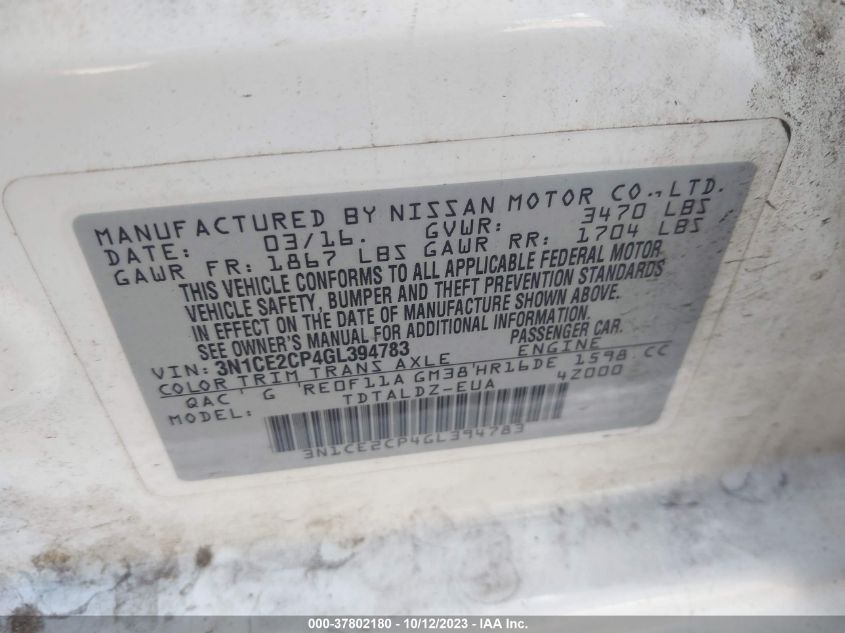 MANUFACTURED BY NISSAN MOTOR CO., LTD.
DATE: 03/16. GVWR: 3470 LBS
GAWR FR: 1867 LBS GAWR RR: 1704 LBS
THIS VEHICLE CONFORMS TO ALL APPLICABLE FEDERAL MOTOR
VEHICLE SAFETY, BUMPER AND THEFT PREVENTION STANDARDS
IN EFFECT ON THE DATE OF MANUFACTURE SHOWN ABOVE.
SEE OWNER'S MANUAL FOR ADDITIONAL INFORMATION.
VIN: 3N1CE2CP4GL394783 PASSENGER CAR.
COLOR TRIM TRANS AXLE ENGINE
QAC' G 'RE0F11A GM38'HR16DE 1598 CC
MODEL: TDTALDZ-EUA 4Z000
3N1CE2CP4GL394783
000-37802180 - 10/12/2023 - IAA Inc.